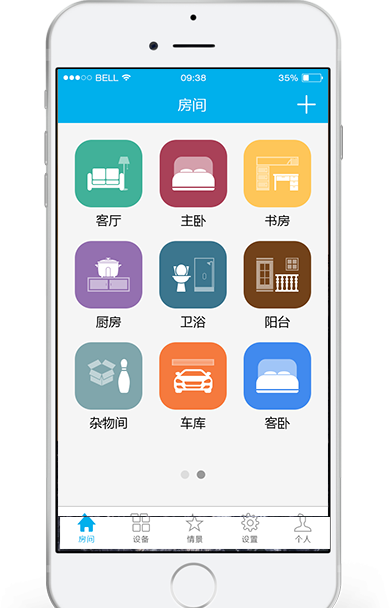 BELL 09:38 35%
房间
客厅 主卧 书房
厨房 卫浴 阳台
杂物间 车库 客卧
房间 设备 情景 设置 个人